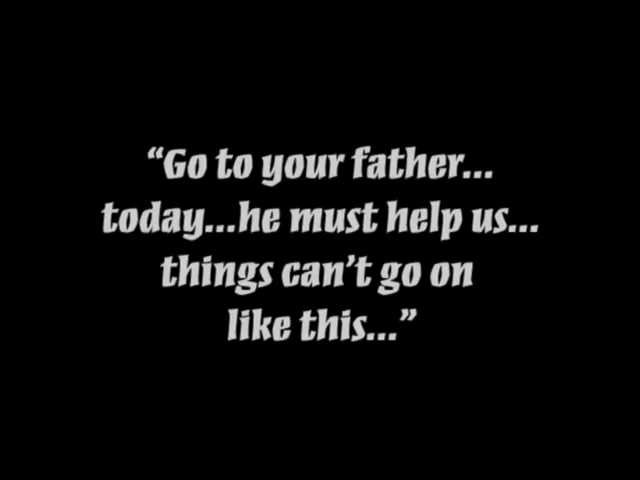 “Go to your father...
today...he must help us...
things can’t go on
like this...”